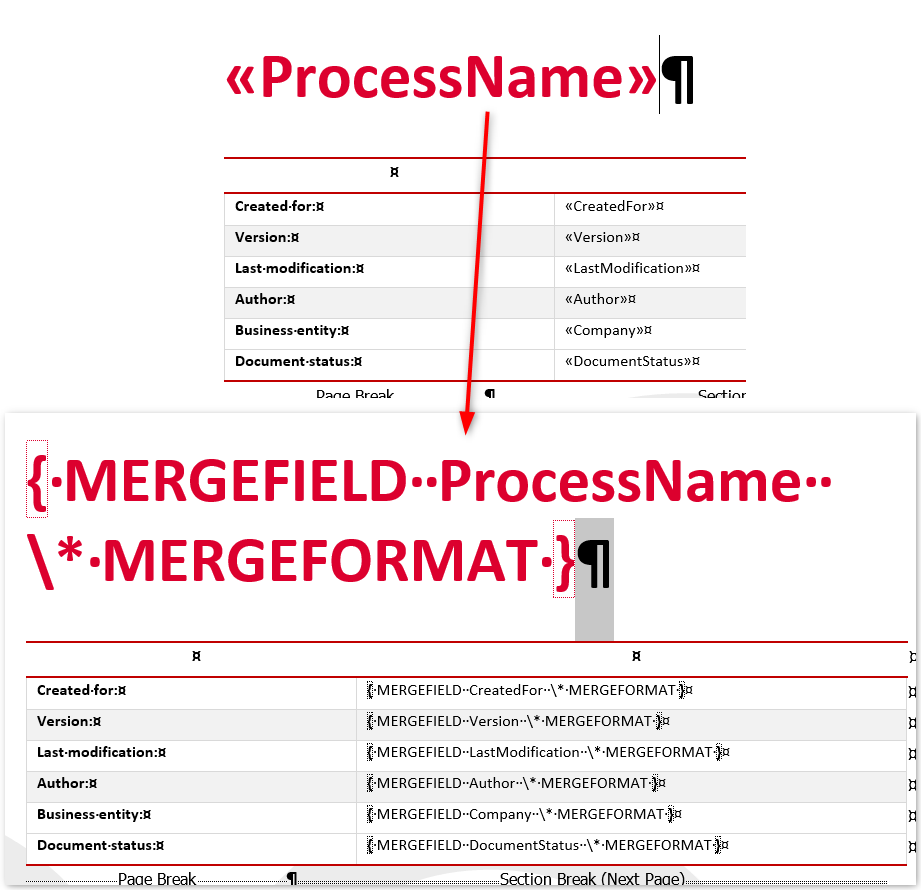 «ProcessName»¶
¤
Created·for:¤ «CreatedFor»¤
Version:¤ «Version»¤
Last·modification:¤ «LastModification»¤
Author:¤ «Author»¤
Business·entity:¤ «Company»¤
Document·status:¤ «DocumentStatus»¤
Page Break ¶ Section
{·MERGEFIELD··ProcessName··
\*·MERGEFORMAT·}¶
¤ ¤ ¤
Created·for:¤ {·MERGEFIELD··CreatedFor··\*·MERGEFORMAT·}¤ ¤
Version:¤ {·MERGEFIELD··Version··\*·MERGEFORMAT·}¤ ¤
Last·modification:¤ {·MERGEFIELD··LastModification··\*·MERGEFORMAT·}¤ ¤
Author:¤ {·MERGEFIELD··Author··\*·MERGEFORMAT·}¤ ¤
Business·entity:¤ {·MERGEFIELD··Company··\*·MERGEFORMAT·}¤ ¤
Document·status:¤ {·MERGEFIELD··DocumentStatus··\*·MERGEFORMAT·}¤ ¤
Page Break ¶ Section Break (Next Page)